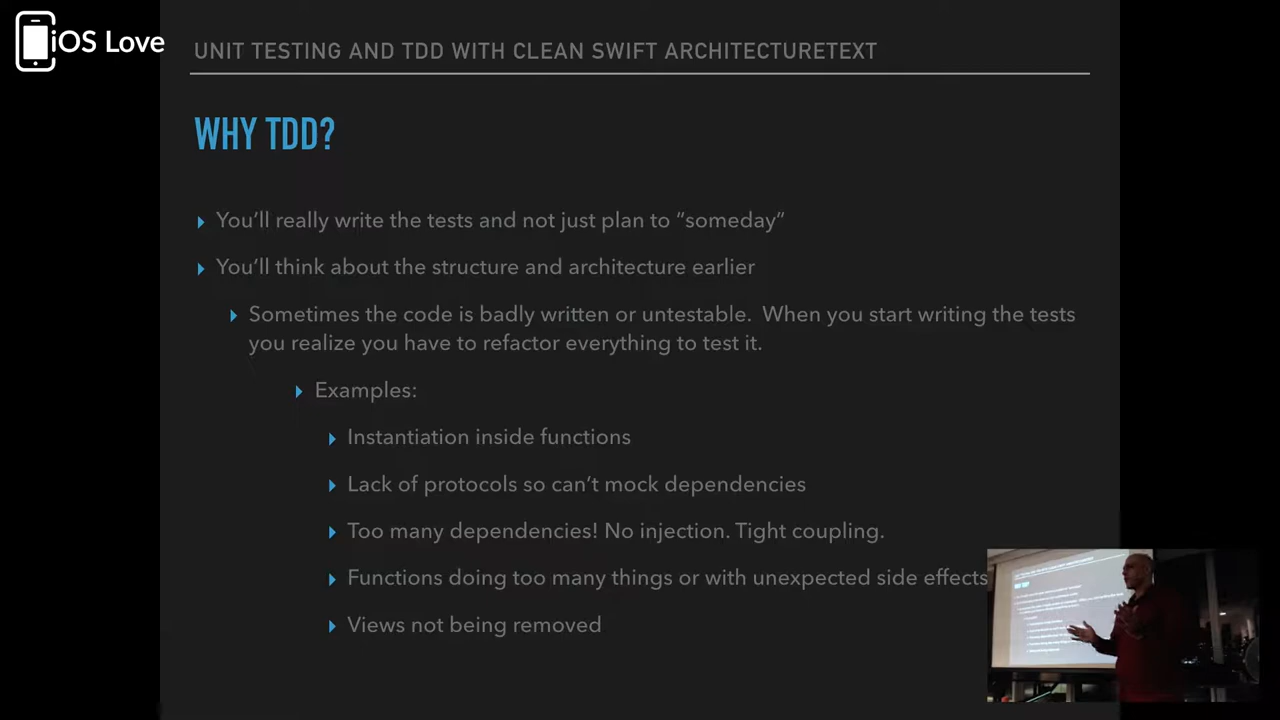 iOS Love
UNIT TESTING AND TDD WITH CLEAN SWIFT ARCHITECTURETEXT
WHY TDD?
You'll really write the tests and not just plan to “someday”
You'll think about the structure and architecture earlier
Sometimes the code is badly written or untestable. When you start writing the tests
you realize you have to refactor everything to test it.
Examples:
Instantiation inside functions
Lack of protocols so can't mock dependencies
Too many dependencies! No injection. Tight coupling.
Functions doing too many things or with unexpected side effects
Views not being removed